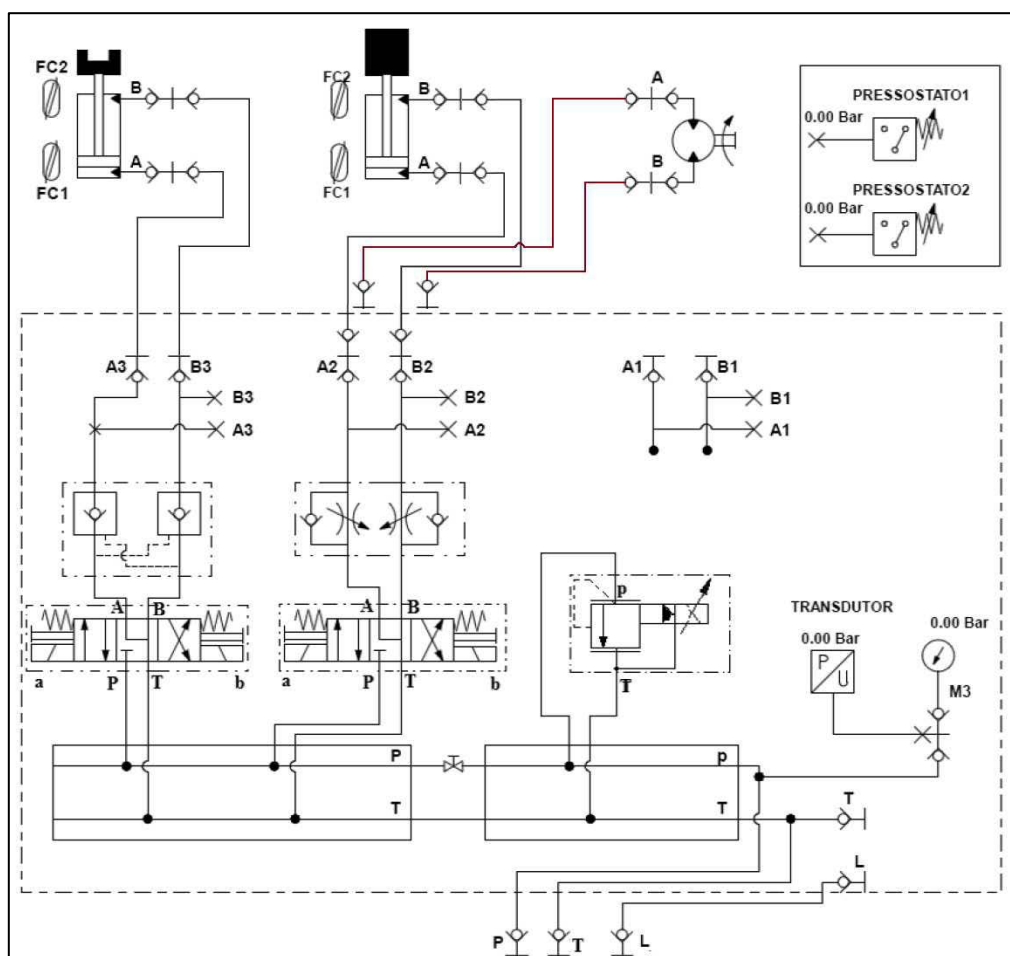 FC2
B
A
FC1
FC2
B
A
FC1
A
B
PRESSOSTATO1
0.00 Bar
PRESSOSTATO2
0.00 Bar
A3
B3
B3
A3
A2
B2
B2
A2
A1
B1
B1
A1
A B
a P T b
A B
a P T b
p
T
TRANSDUTOR
0.00 Bar
P
U
0.00 Bar
M3
P
T
p
T
T
L
P
T
L